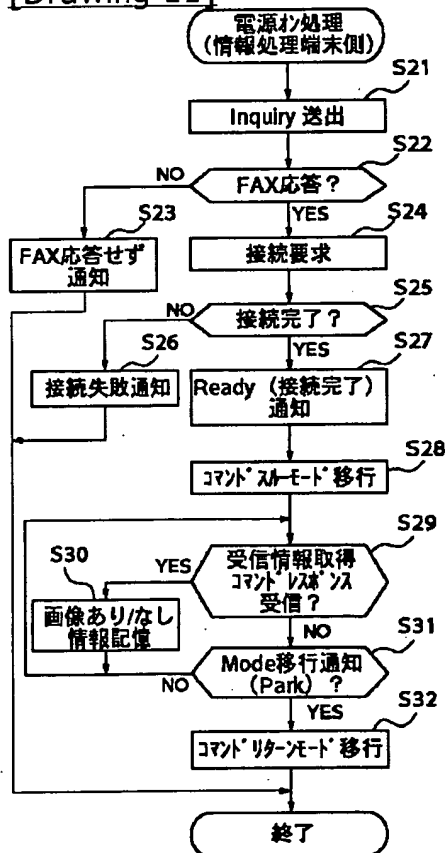 電源オン処理
(情報処理端末側)
S21
Inquiry 送出
S22
FAX応答？
NO
YES
S23
S24
FAX応答せず
通知
接続要求
S25
接続完了？
NO
YES
S26
S27
接続失敗通知
Ready（接続完了）
通知
S28
ｺﾏﾝﾄﾞｽﾙｰﾓｰﾄﾞ移行
S29
受信情報取得
ｺﾏﾝﾄﾞﾚｽﾎﾟﾝｽ
受信？
YES
NO
S30
画像あり/なし
情報記憶
S31
Mode移行通知
(Park) ？
NO
YES
S32
ｺﾏﾝﾄﾞﾘﾀｰﾝﾓｰﾄﾞ移行
終了